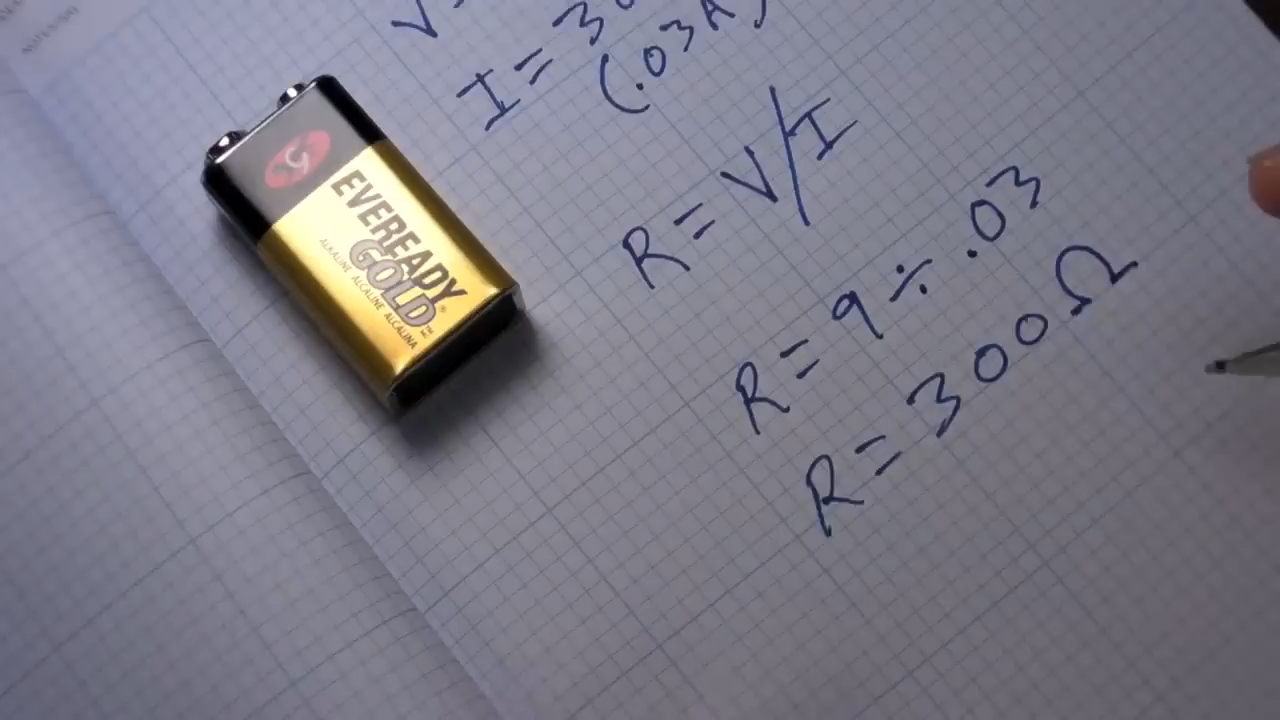 I = 30
(.03A)
R = V/I
R = 9 ÷ .03
R = 300Ω
EVEREADY
GOLD
ALKALINE ALCALINE ALCALINA